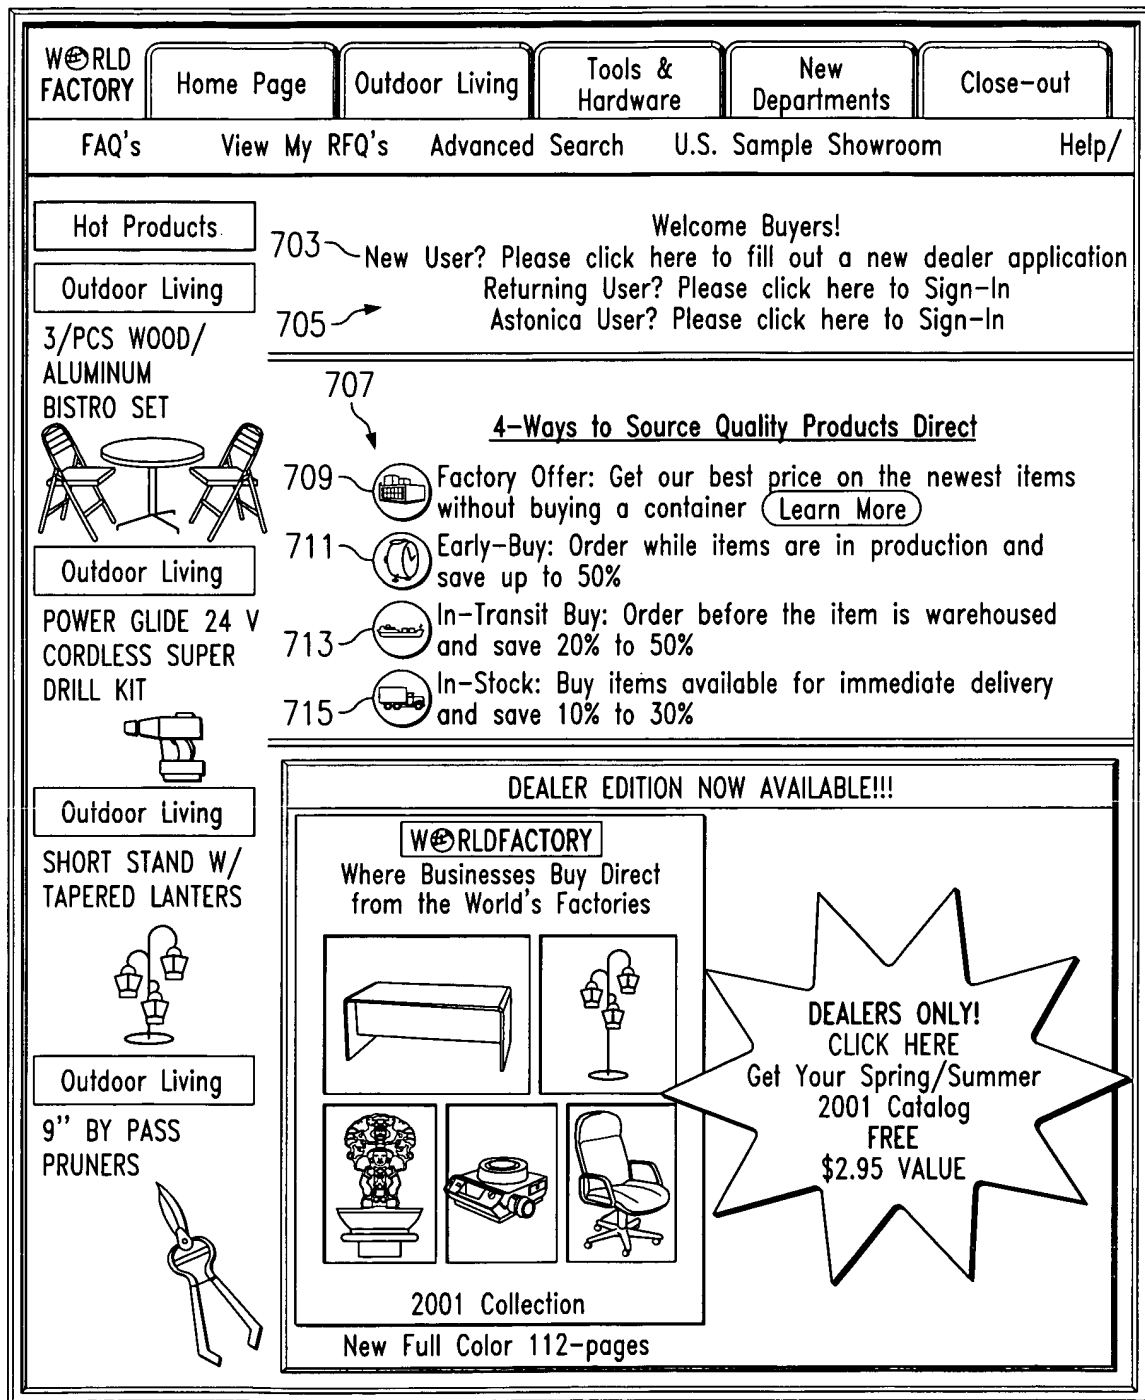 WORLD
FACTORY
Home Page
Outdoor Living
Tools &
Hardware
New
Departments
Close-out
FAQ's View My RFQ's Advanced Search U.S. Sample Showroom Help/
Hot Products
Outdoor Living
3/PCS WOOD/
ALUMINUM
BISTRO SET
Outdoor Living
POWER GLIDE 24 V
CORDLESS SUPER
DRILL KIT
Outdoor Living
SHORT STAND W/
TAPERED LANTERS
Outdoor Living
9" BY PASS
PRUNERS
Welcome Buyers!
703
New User? Please click here to fill out a new dealer application
Returning User? Please click here to Sign-In
705
Astonica User? Please click here to Sign-In
707
4-Ways to Source Quality Products Direct
709
Factory Offer: Get our best price on the newest items
without buying a container Learn More
711
Early-Buy: Order while items are in production and
save up to 50%
713
In-Transit Buy: Order before the item is warehoused
and save 20% to 50%
715
In-Stock: Buy items available for immediate delivery
and save 10% to 30%
DEALER EDITION NOW AVAILABLE!!!
WORLDFACTORY
Where Businesses Buy Direct
from the World's Factories
2001 Collection
New Full Color 112-pages
DEALERS ONLY!
CLICK HERE
Get Your Spring/Summer
2001 Catalog
FREE
$2.95 VALUE